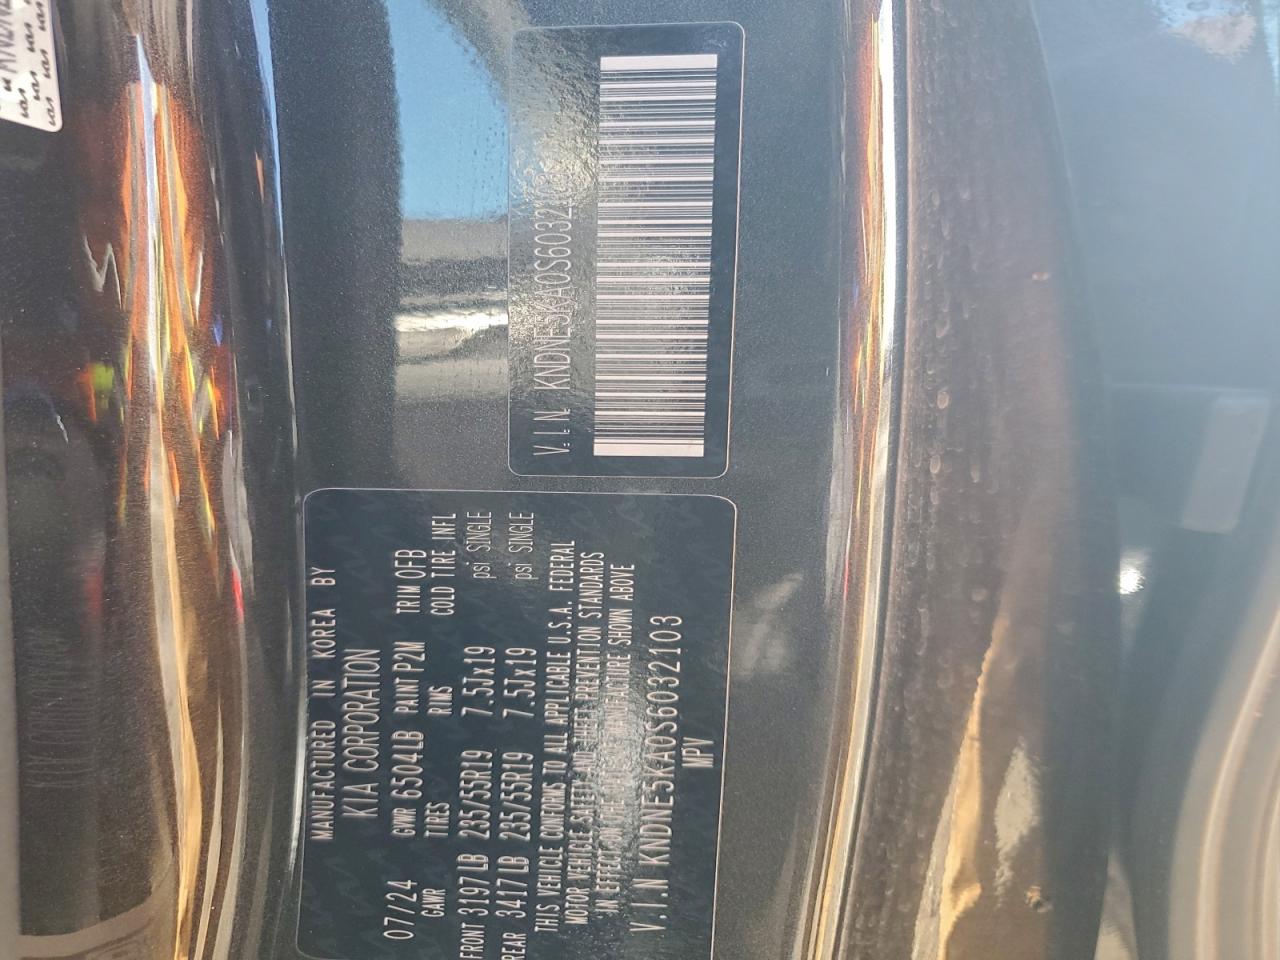 MANUFACTURED IN KOREA BY
KIA CORPORATION
07/24 GVWR 6504LB PAINT P2M TRIM OFB
GAWR TIRES RIMS COLD TIRE INFL
FRONT 3197LB 235/55R19 7.5Jx19 psi SINGLE
REAR 3417LB 235/55R19 7.5Jx19 psi SINGLE
THIS VEHICLE CONFORMS TO ALL APPLICABLE U.S.A. FEDERAL
MOTOR VEHICLE SAFETY AND THEFT PREVENTION STANDARDS
IN EFFECT ON THE DATE OF MANUFACTURE SHOWN ABOVE
V.I.N KNDNE5KA0S6032103
MPV
V.I.N. KNDNE5KA0S6032103